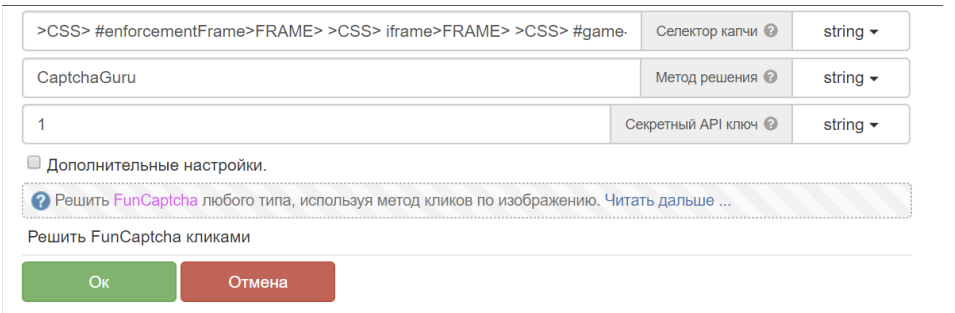 >CSS> #enforcementFrame>FRAME> >CSS> iframe>FRAME> >CSS> #game- Селектор капчи string
CaptchaGuru Метод решения string
1 Секретный API ключ string
Дополнительные настройки.
Решить FunCaptcha любого типа, используя метод кликов по изображению. Читать дальше ...
Решить FunCaptcha кликами
Ок Отмена